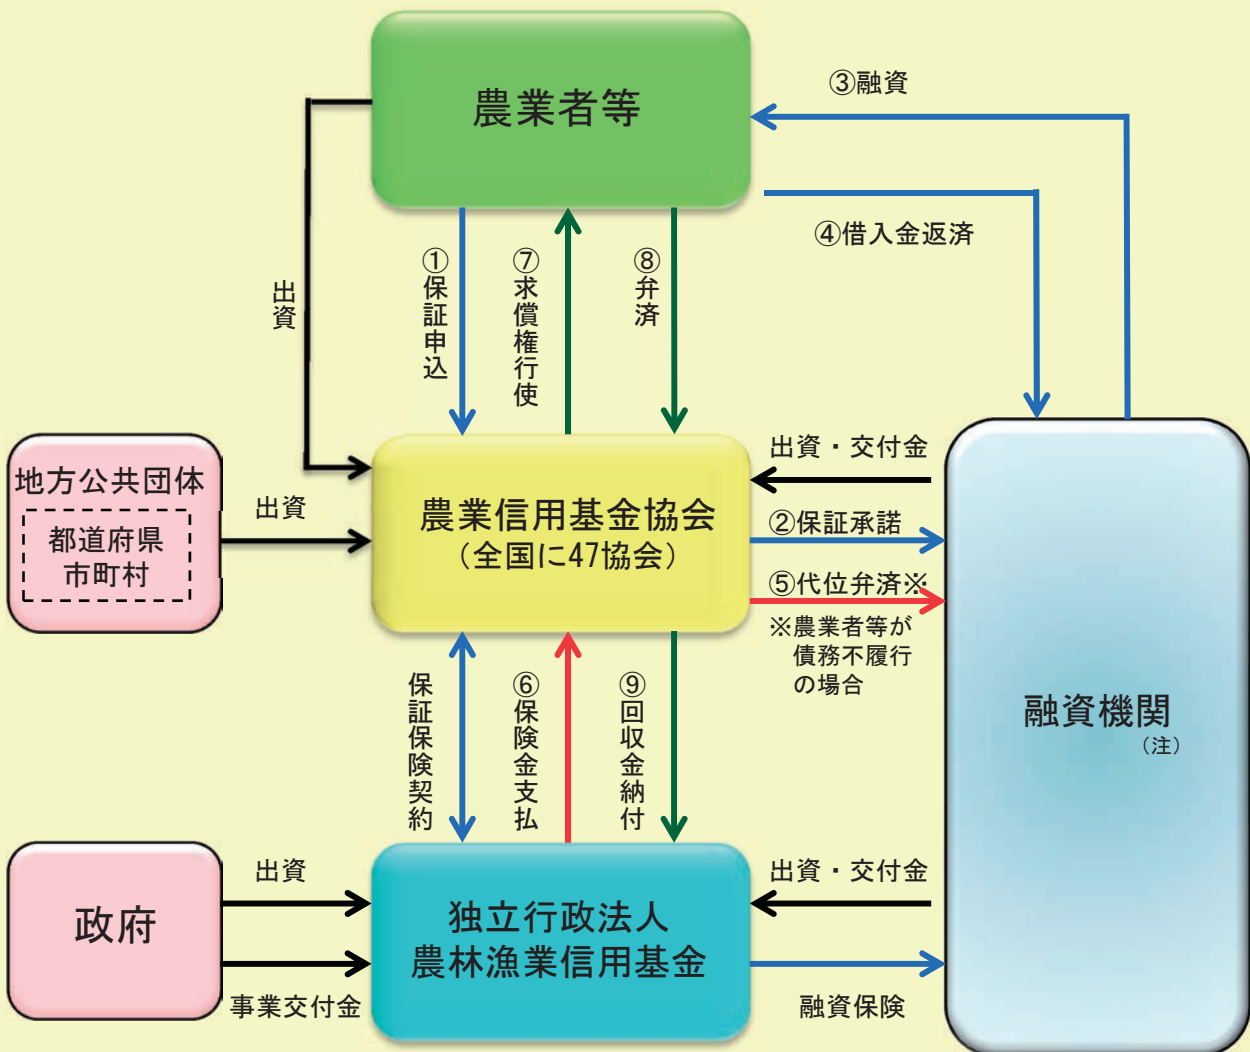 農業者等
③融資
④借入金返済
出資
①保証申込
⑦求償権行使
⑧弁済
地方公共団体
都道府県
市町村
出資
農業信用基金協会
(全国に47協会)
出資・交付金
②保証承諾
⑤代位弁済※
※農業者等が
債務不履行
の場合
融資機関
(注)
保証保険契約
⑥保険金支払
⑨回収金納付
政府
出資
事業交付金
独立行政法人
農林漁業信用基金
出資・交付金
融資保険